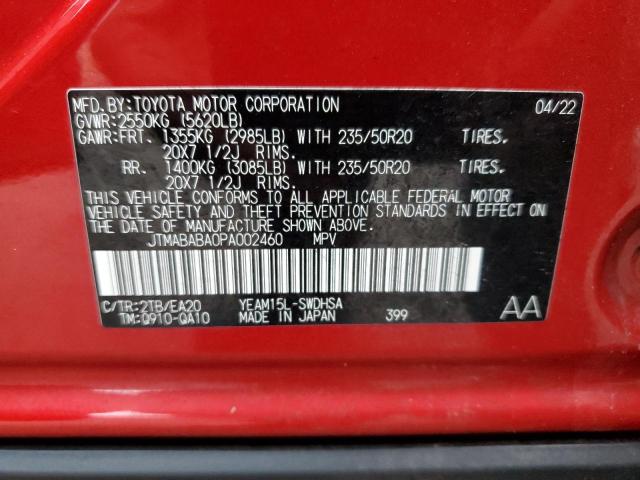 MFD.BY:TOYOTA MOTOR CORPORATION 04/22
GVWR:2550KG (5620LB)
GAWR:FRT. 1355KG (2985LB) WITH 235/50R20 TIRES.
20X7 1/2J RIMS.
RR. 1400KG (3085LB) WITH 235/50R20 TIRES.
20X7 1/2J RIMS.
THIS VEHICLE CONFORMS TO ALL APPLICABLE FEDERAL MOTOR
VEHICLE SAFETY AND THEFT PREVENTION STANDARDS IN EFFECT ON
THE DATE OF MANUFACTURE SHOWN ABOVE.
JTMABABA0PA002460 MPV
C/TR:2TB/EA20 YEAM15L-SWDHSA
TM:Q910-QA10 MADE IN JAPAN 399 AA